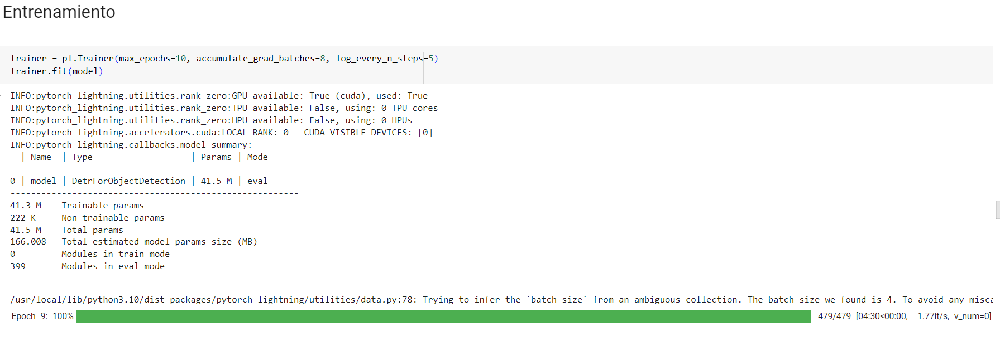 Entrenamiento
trainer = pl.Trainer(max_epochs=10, accumulate_grad_batches=8, log_every_n_steps=5)
trainer.fit(model)
INFO:pytorch_lightning.utilities.rank_zero:GPU available: True (cuda), used: True
INFO:pytorch_lightning.utilities.rank_zero:TPU available: False, using: 0 TPU cores
INFO:pytorch_lightning.utilities.rank_zero:HPU available: False, using: 0 HPUs
INFO:pytorch_lightning.accelerators.cuda:LOCAL_RANK: 0 - CUDA_VISIBLE_DEVICES: [0]
INFO:pytorch_lightning.callbacks.model_summary:
  | Name  | Type                   | Params | Mode
--------------------------------------------------------
0 | model | DetrForObjectDetection | 41.5 M | eval
--------------------------------------------------------
41.3 M    Trainable params
222 K     Non-trainable params
41.5 M    Total params
166.008   Total estimated model params size (MB)
0         Modules in train mode
399       Modules in eval mode
/usr/local/lib/python3.10/dist-packages/pytorch_lightning/utilities/data.py:78: Trying to infer the `batch_size` from an ambiguous collection. The batch size we found is 4. To avoid any misca
Epoch 9: 100% 479/479 [04:30<00:00, 1.77it/s, v_num=0]